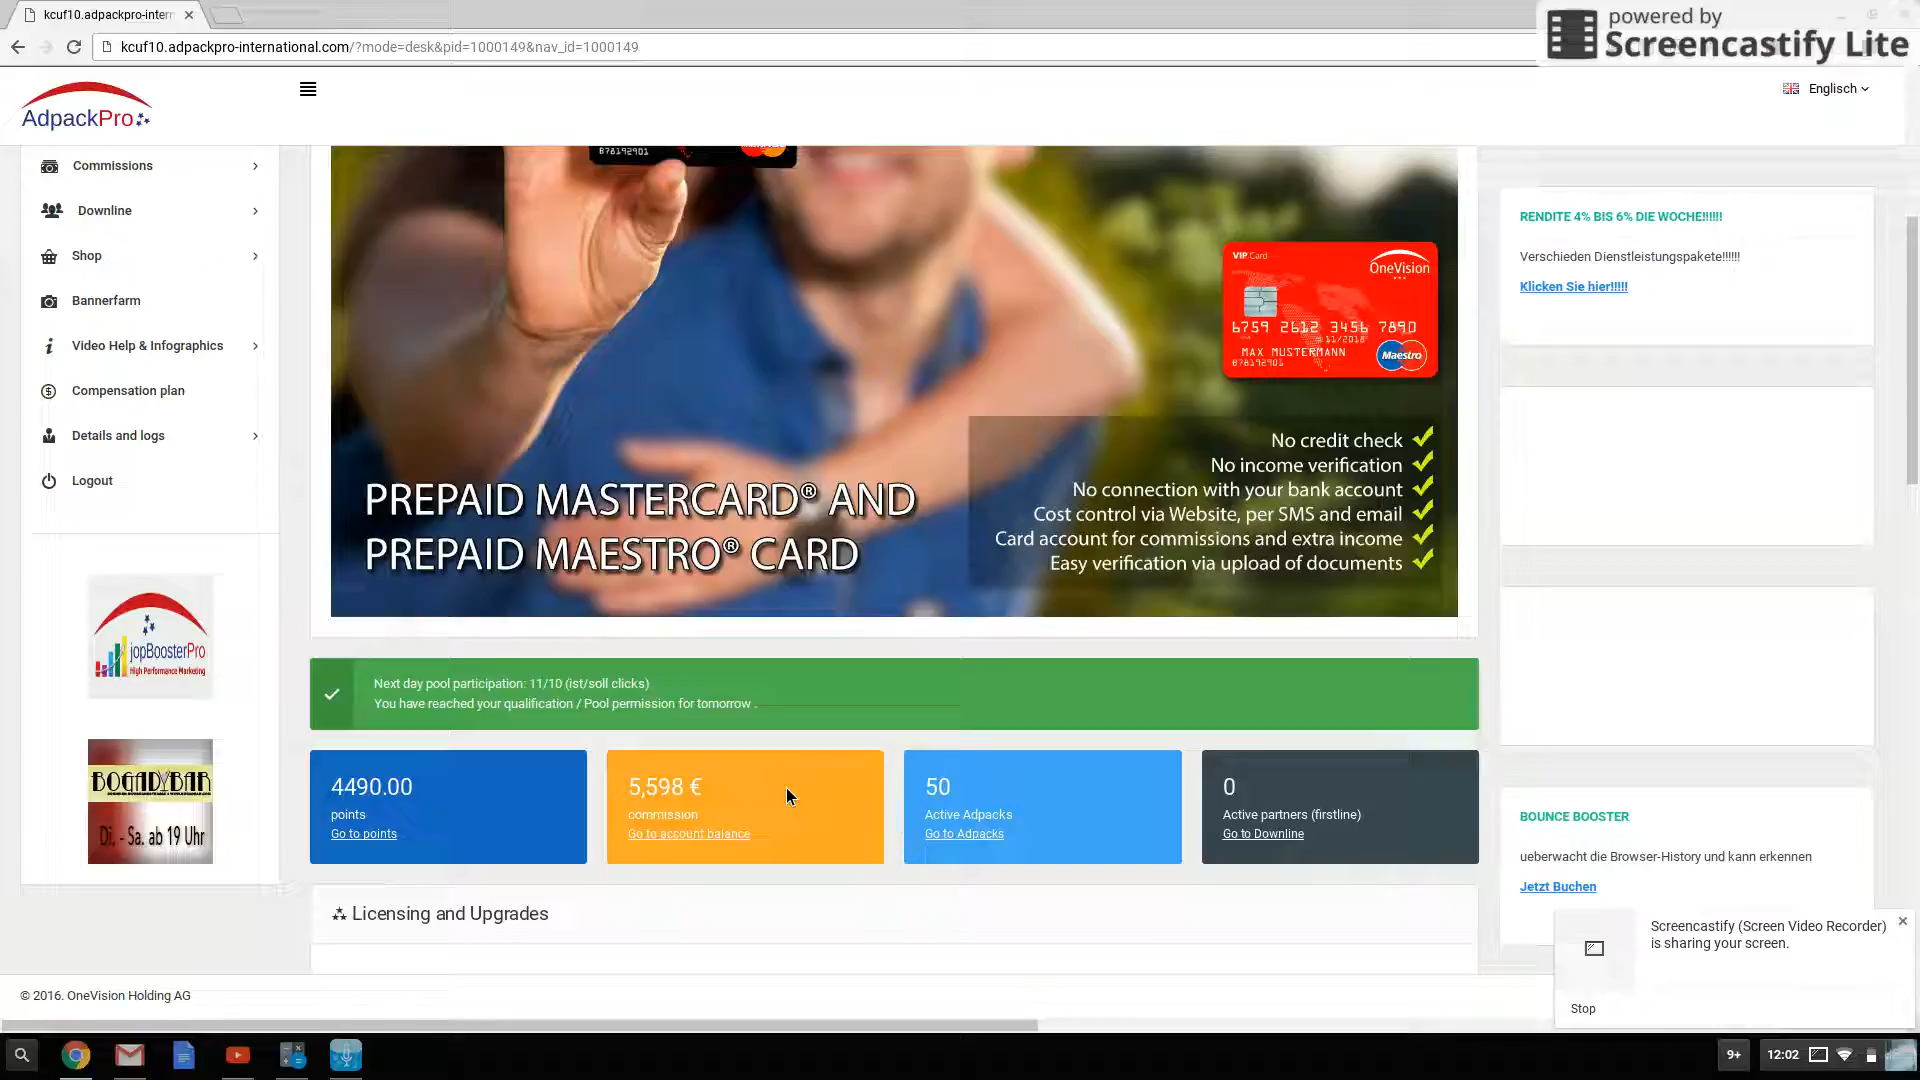 kcuf10.adpackpro-intern
powered by
Screencastify Lite
kcuf10.adpackpro-international.com/?mode=desk&pid=1000149&nav_id=1000149
AdpackPro
Englisch
Commissions
Downline
Shop
Bannerfarm
Video Help & Infographics
Compensation plan
Details and logs
Logout
jopBoosterPro
High Performance Marketing
BOGADYBAR
Di, - Sa. ab 19 Uhr
878192901
VIP Card
OneVision
6759 2612 3456 7890
11/2018
MAX MUSTERMANN
878192901
Maestro
No credit check
No income verification
No connection with your bank account
Cost control via Website, per SMS and email
Card account for commissions and extra income
Easy verification via upload of documents
PREPAID MASTERCARD® AND
PREPAID MAESTRO® CARD
Next day pool participation: 11/10 (ist/soll clicks)
You have reached your qualification / Pool permission for tomorrow .
4490.00
points
Go to points
5,598 €
commission
Go to account balance
50
Active Adpacks
Go to Adpacks
0
Active partners (firstline)
Go to Downline
Licensing and Upgrades
RENDITE 4% BIS 6% DIE WOCHE!!!!!!
Verschieden Dienstleistungspakete!!!!!!
Klicken Sie hier!!!!!
BOUNCE BOOSTER
ueberwacht die Browser-History und kann erkennen
Jetzt Buchen
Screencastify (Screen Video Recorder)
is sharing your screen.
Stop
© 2016. OneVision Holding AG
9+
12:02